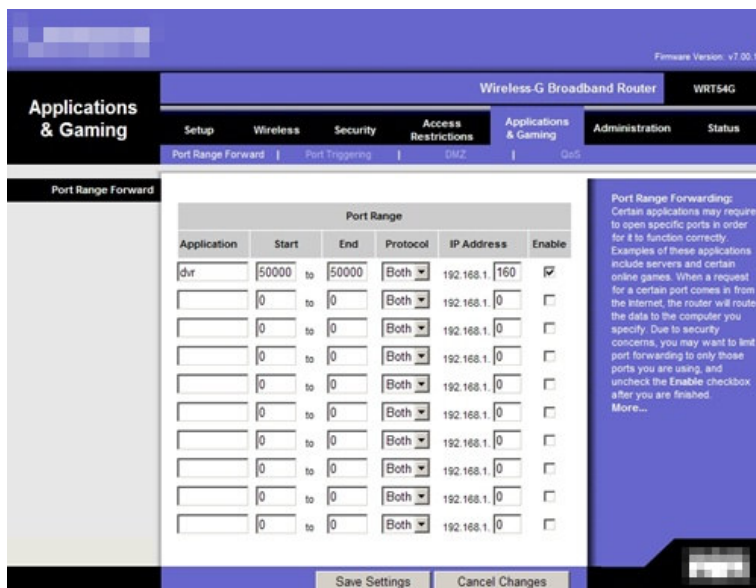 Firmware Version: v7.00.1
Wireless-G Broadband Router WRT54G
Applications
& Gaming
Setup Wireless Security Access Restrictions Applications & Gaming Administration Status
Port Range Forward | Port Triggering | DMZ | QoS
Port Range Forward
Port Range
Application Start End Protocol IP Address Enable
dvr 50000 to 50000 Both 192.168.1. 160
0 to 0 Both 192.168.1. 0
0 to 0 Both 192.168.1. 0
0 to 0 Both 192.168.1. 0
0 to 0 Both 192.168.1. 0
0 to 0 Both 192.168.1. 0
0 to 0 Both 192.168.1. 0
0 to 0 Both 192.168.1. 0
0 to 0 Both 192.168.1. 0
0 to 0 Both 192.168.1. 0
Port Range Forwarding:
Certain applications may require
to open specific ports in order
for it to function correctly.
Examples of these applications
include servers and certain
online games. When a request
for a certain port comes in from
the Internet, the router will route
the data to the computer you
specify. Due to security
concerns, you may want to limit
port forwarding to only those
ports you are using, and
uncheck the Enable checkbox
after you are finished.
More...
Save Settings Cancel Changes